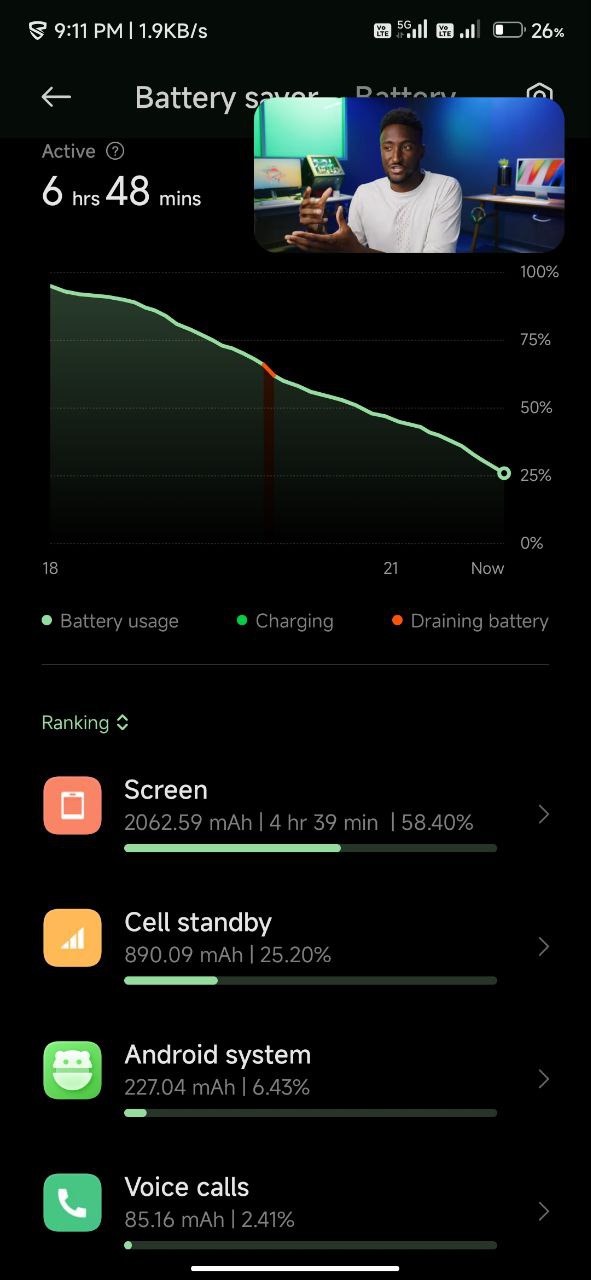 9:11 PM | 1.9KB/s Vo LTE 5G Vo LTE 26%
Battery saver Battery
Active ?
6 hrs 48 mins
100%
75%
50%
25%
0%
18 21 Now
Battery usage Charging Draining battery
Ranking
Screen
2062.59 mAh | 4 hr 39 min | 58.40%
Cell standby
890.09 mAh | 25.20%
Android system
227.04 mAh | 6.43%
Voice calls
85.16 mAh | 2.41%